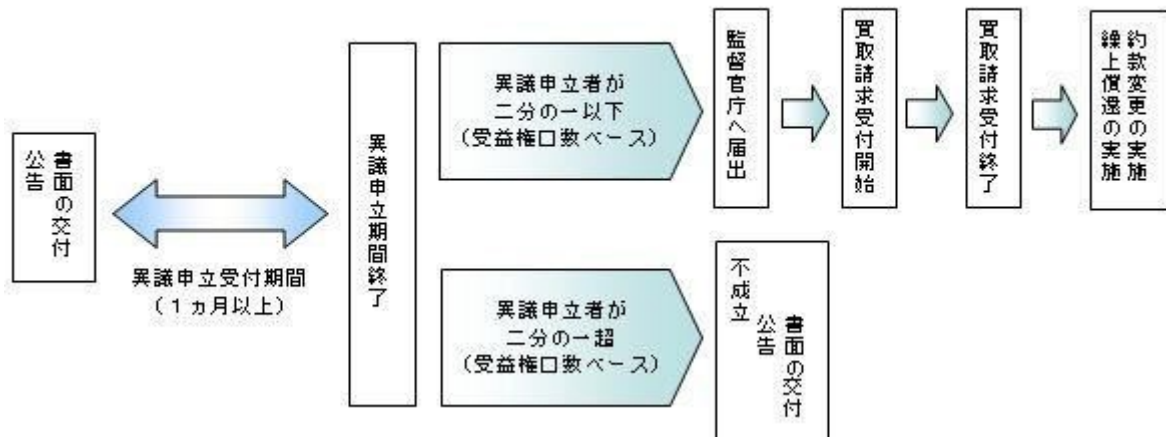 書面の交付
公告
異議申立受付期間
(1ヵ月以上)
異議申立期間終了
異議申立者が
二分の一以下
(受益権口数ベース)
監督官庁へ届出
買取請求受付開始
買取請求受付終了
約款変更の実施
繰上償還の実施
異議申立者が
二分の一超
(受益権口数ベース)
不成立
書面の交付
公告